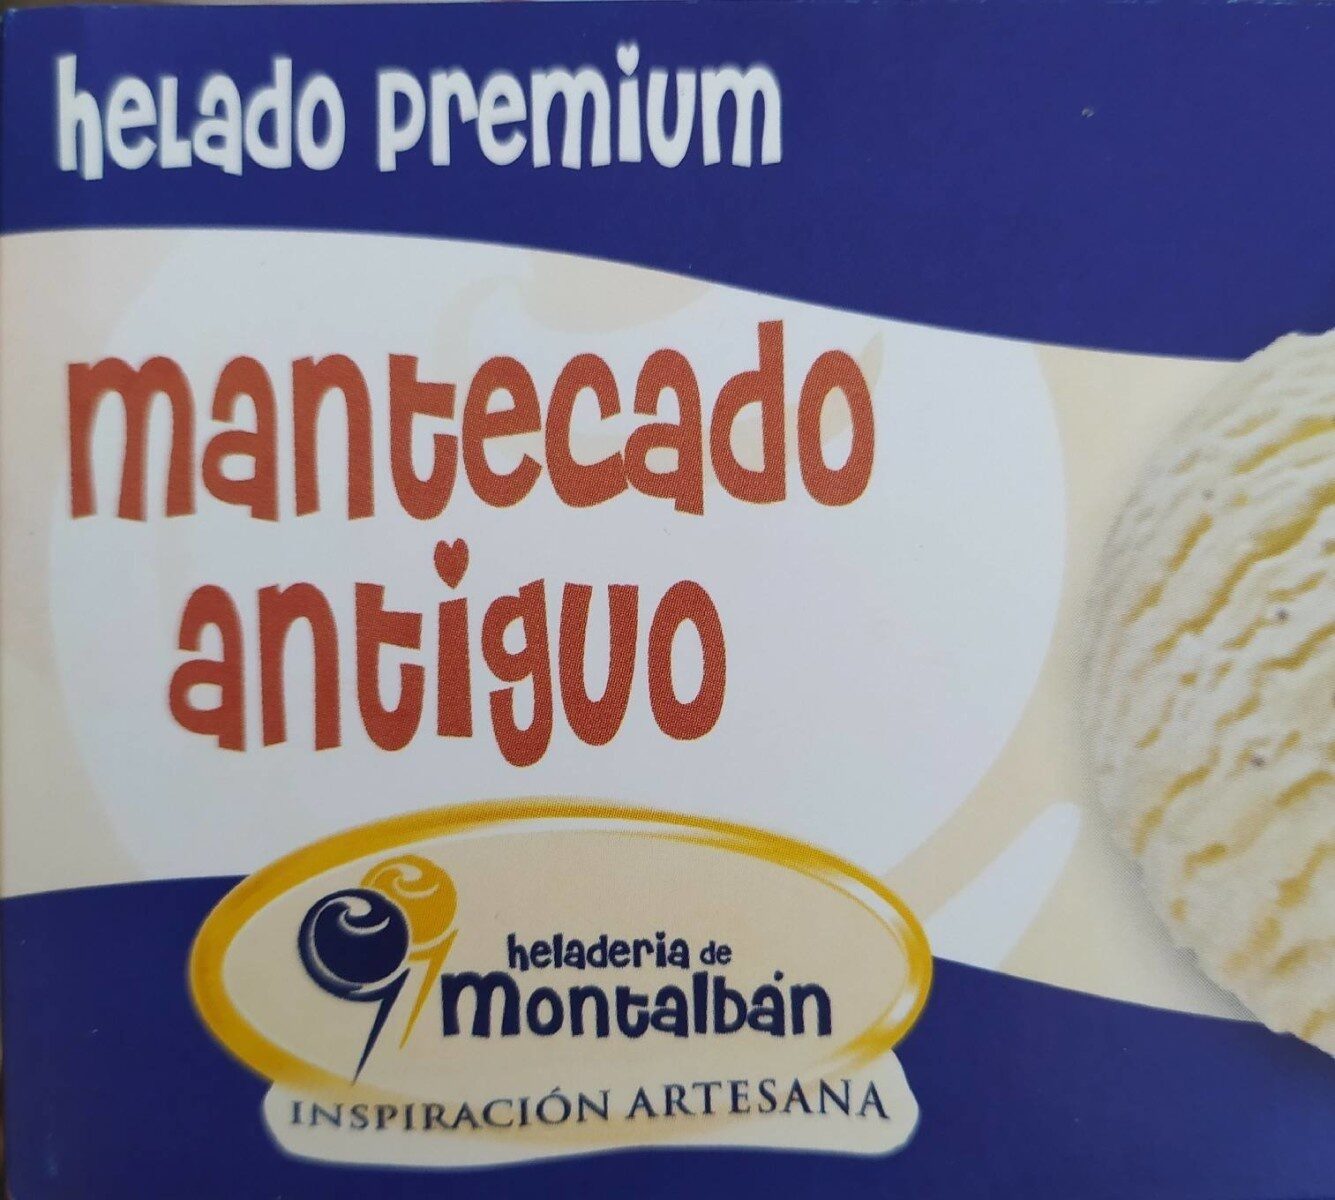 helado premium
mantecado
antiguo
heladeria de
Montalbán
INSPIRACIÓN ARTESANA